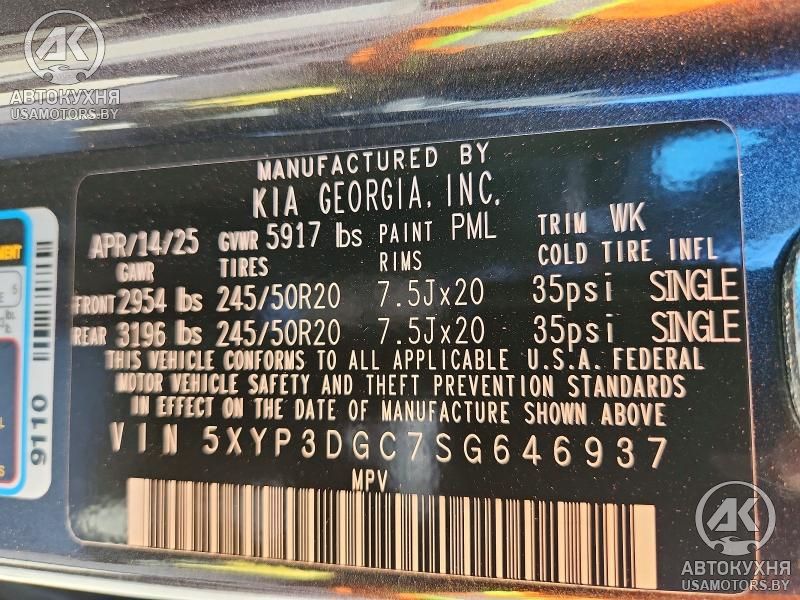 AK
АВТОКУХНЯ
USAMOTORS.BY
MANUFACTURED BY
KIA GEORGIA, INC.
APR/14/25 GVWR 5917 lbs PAINT PML TRIM WK
GAWR TIRES RIMS COLD TIRE INFL
FRONT 2954 lbs 245/50R20 7.5Jx20 35psi SINGLE
REAR 3196 lbs 245/50R20 7.5Jx20 35psi SINGLE
THIS VEHICLE CONFORMS TO ALL APPLICABLE U.S.A. FEDERAL
MOTOR VEHICLE SAFETY AND THEFT PREVENTION STANDARDS
IN EFFECT ON THE DATE OF MANUFACTURE SHOWN ABOVE
VIN 5XYP3DGC7SG646937
MPV
9110
AK
АВТОКУХНЯ
USAMOTORS.BY